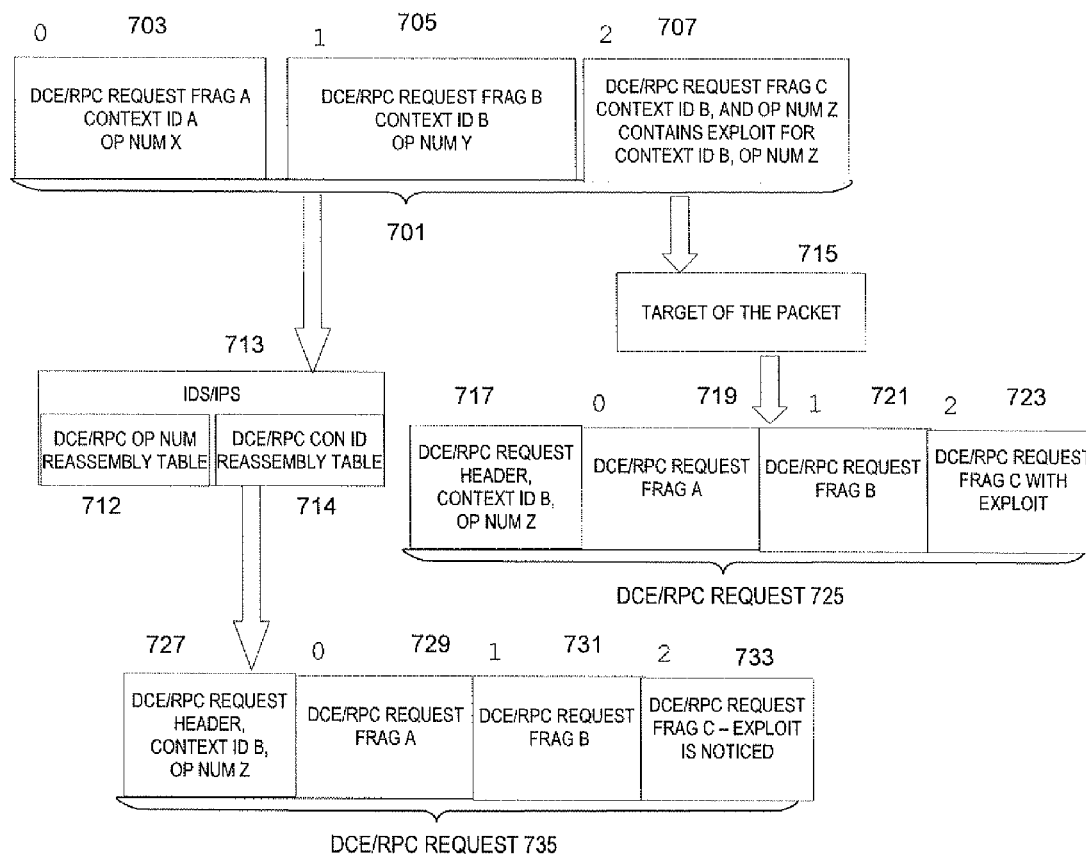 0 703 1 705 2 707
DCE/RPC REQUEST FRAG A
CONTEXT ID A
OP NUM X
DCE/RPC REQUEST FRAG B
CONTEXT ID B
OP NUM Y
DCE/RPC REQUEST FRAG C
CONTEXT ID B, AND OP NUM Z
CONTAINS EXPLOIT FOR
CONTEXT ID B, OP NUM Z
701
715
TARGET OF THE PACKET
713
IDS/IPS
DCE/RPC OP NUM
REASSEMBLY TABLE
DCE/RPC CON ID
REASSEMBLY TABLE
712 714
717 0 719 1 721 2 723
DCE/RPC REQUEST
HEADER,
CONTEXT ID B,
OP NUM Z
DCE/RPC REQUEST
FRAG A
DCE/RPC REQUEST
FRAG B
DCE/RPC REQUEST
FRAG C WITH
EXPLOIT
DCE/RPC REQUEST 725
727 0 729 1 731 2 733
DCE/RPC REQUEST
HEADER,
CONTEXT ID B,
OP NUM Z
DCE/RPC REQUEST
FRAG A
DCE/RPC REQUEST
FRAG B
DCE/RPC REQUEST
FRAG C – EXPLOIT
IS NOTICED
DCE/RPC REQUEST 735